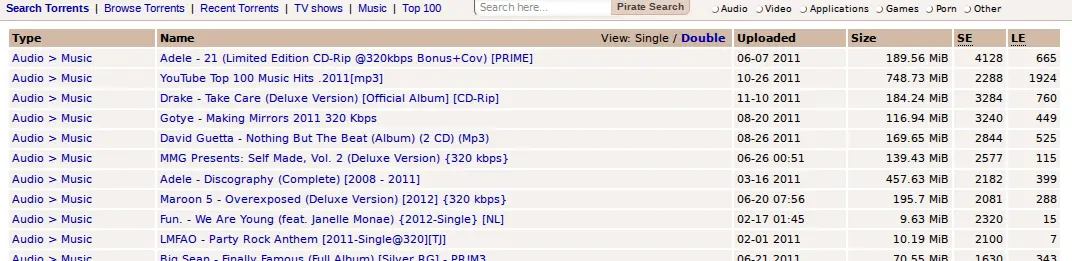 Search Torrents | Browse Torrents | Recent Torrents | TV shows | Music | Top 100 Search here... Pirate Search Audio Video Applications Games Porn Other
Type Name View: Single / Double Uploaded Size SE LE
Audio > Music Adele - 21 (Limited Edition CD-Rip @320kbps Bonus+Cov) [PRIME] 06-07 2011 189.56 MiB 4128 665
Audio > Music YouTube Top 100 Music Hits .2011[mp3] 10-26 2011 748.73 MiB 2288 1924
Audio > Music Drake - Take Care (Deluxe Version) [Official Album] [CD-Rip] 11-10 2011 184.24 MiB 3284 760
Audio > Music Gotye - Making Mirrors 2011 320 Kbps 08-20 2011 116.94 MiB 3240 449
Audio > Music David Guetta - Nothing But The Beat (Album) (2 CD) (Mp3) 08-26 2011 169.65 MiB 2844 525
Audio > Music MMG Presents: Self Made, Vol. 2 (Deluxe Version) {320 kbps} 06-26 00:51 139.43 MiB 2577 115
Audio > Music Adele - Discography (Complete) [2008 - 2011] 03-16 2011 457.63 MiB 2182 399
Audio > Music Maroon 5 - Overexposed (Deluxe Version) [2012] {320 kbps} 06-20 07:56 195.7 MiB 2081 288
Audio > Music Fun. - We Are Young (feat. Janelle Monae) {2012-Single} [NL] 02-17 01:45 9.63 MiB 2320 15
Audio > Music LMFAO - Party Rock Anthem [2011-Single@320][TJ] 02-01 2011 10.19 MiB 2100 7
Audio > Music Big Sean - Finally Famous (Full Album) [Silver RG] - PRIM3 06-21 2011 70.55 MiB 1630 343